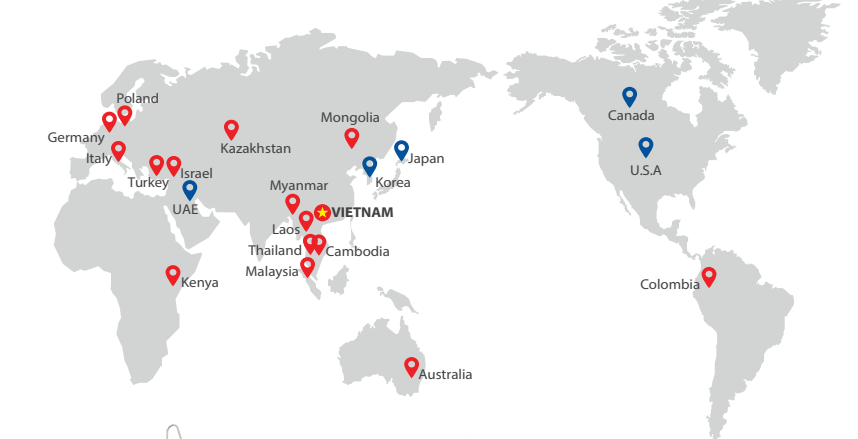 Poland
Germany
Italy
Turkey
Israel
UAE
Kazakhstan
Mongolia
Japan
Korea
Myanmar
VIETNAM
Laos
Thailand
Cambodia
Malaysia
Kenya
Australia
Canada
U.S.A
Colombia